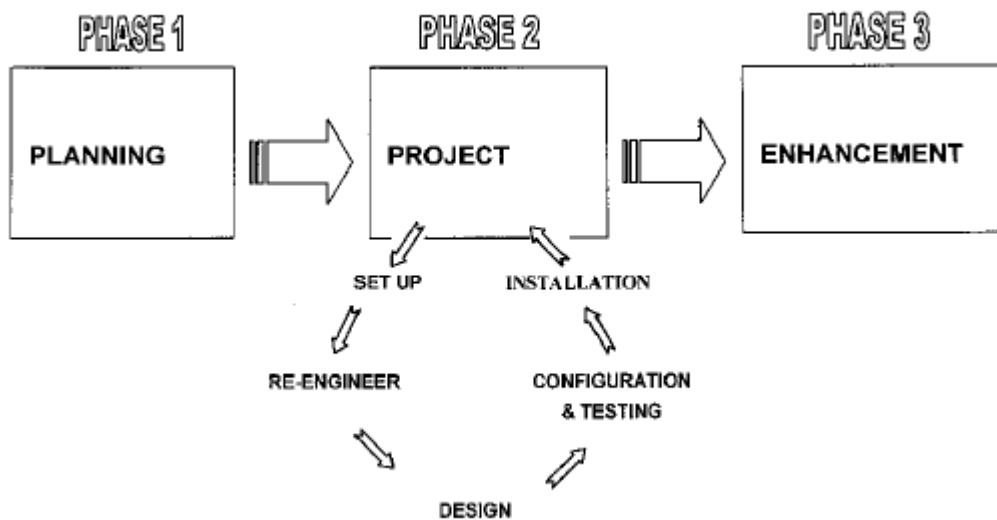 PHASE 1
PHASE 2
PHASE 3
PLANNING
PROJECT
ENHANCEMENT
SET UP
INSTALLATION
RE-ENGINEER
CONFIGURATION
& TESTING
DESIGN